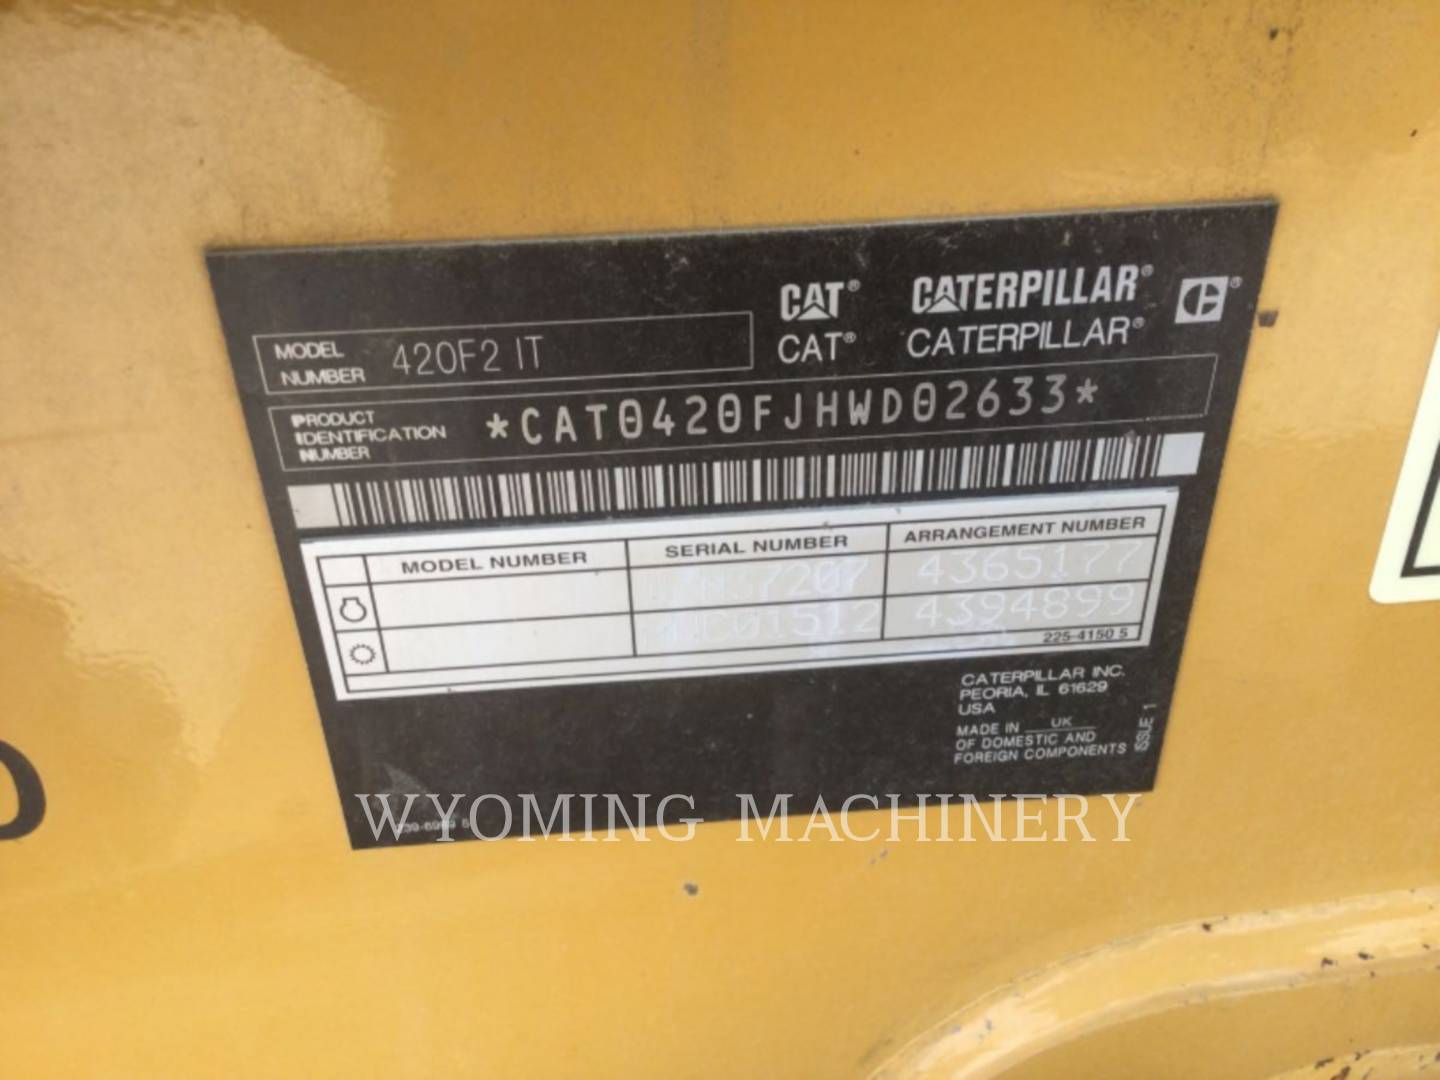 CAT® CATERPILLAR®
CAT® CATERPILLAR®
MODEL NUMBER 420F2 IT
PRODUCT IDENTIFICATION NUMBER *CAT0420FJHWD02633*
MODEL NUMBER SERIAL NUMBER ARRANGEMENT NUMBER
4365177
4394899
225-4150 5
CATERPILLAR INC.
PEORIA, IL 61629
USA
MADE IN UK
OF DOMESTIC AND
FOREIGN COMPONENTS
ISSUE 1
WYOMING MACHINERY